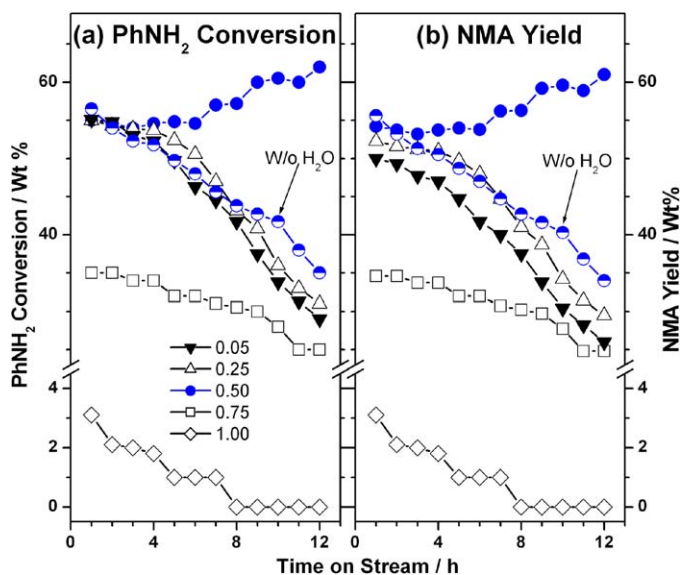 (a) PhNH₂ Conversion
(b) NMA Yield
PhNH₂ Conversion / Wt %
60
40
4
2
0
W/o H₂O
W/o H₂O
0.05
0.25
0.50
0.75
1.00
60
40
4
2
0
NMA Yield / Wt%
0 4 8 12 0 4 8 12
Time on Stream / h